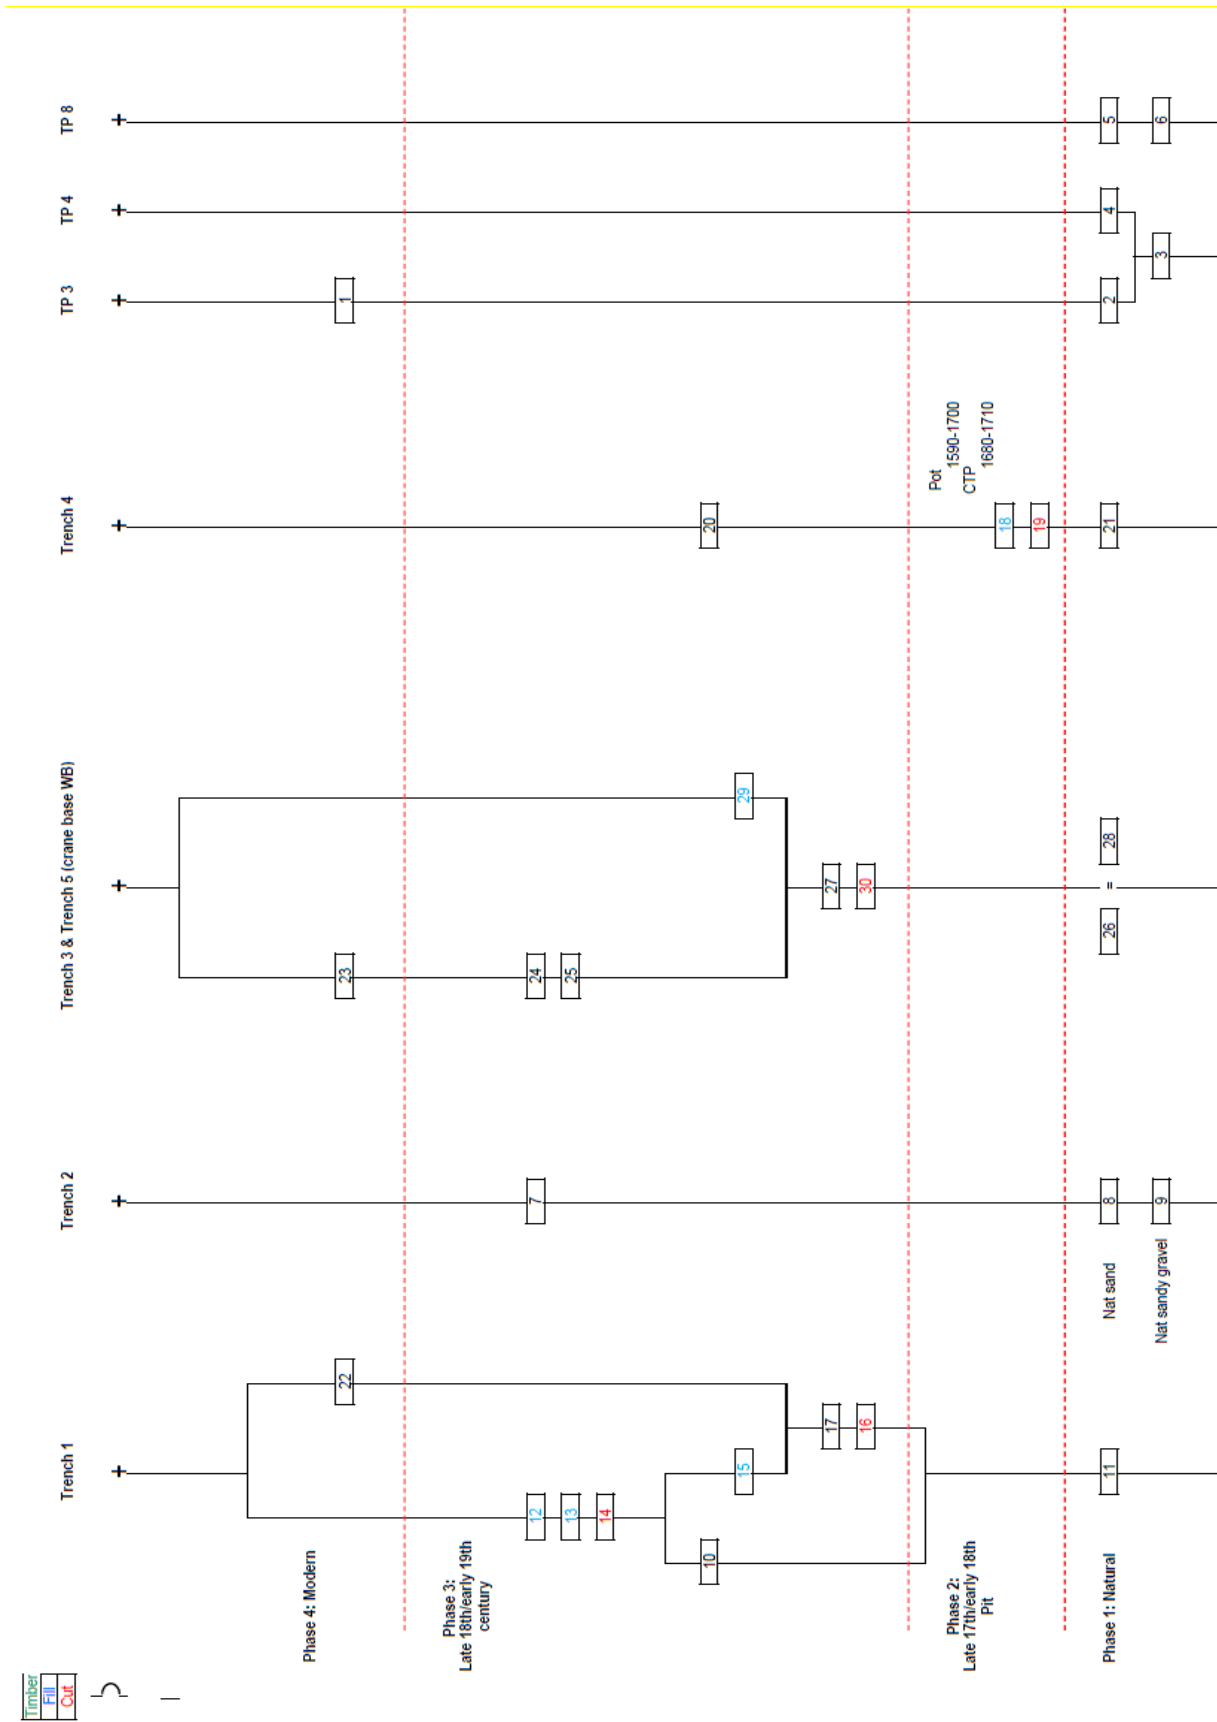 Timber
Fill
Cut
Trench 1
Trench 2
Trench 3 & Trench 5 (crane base WB)
Trench 4
TP 3
TP 4
TP 8
+
+
+
+
+
+
+
Phase 4: Modern
22
23
1
Phase 3:
Late 18th/early 19th
century
12
7
24
13
25
14
10
20
15
29
17
27
16
30
Phase 2:
Late 17th/early 18th
Pit
Pot
1590-1700
CTP
1680-1710
18
19
Phase 1: Natural
11
Nat sand
8
26
=
28
21
2
4
5
Nat sandy gravel
9
3
6